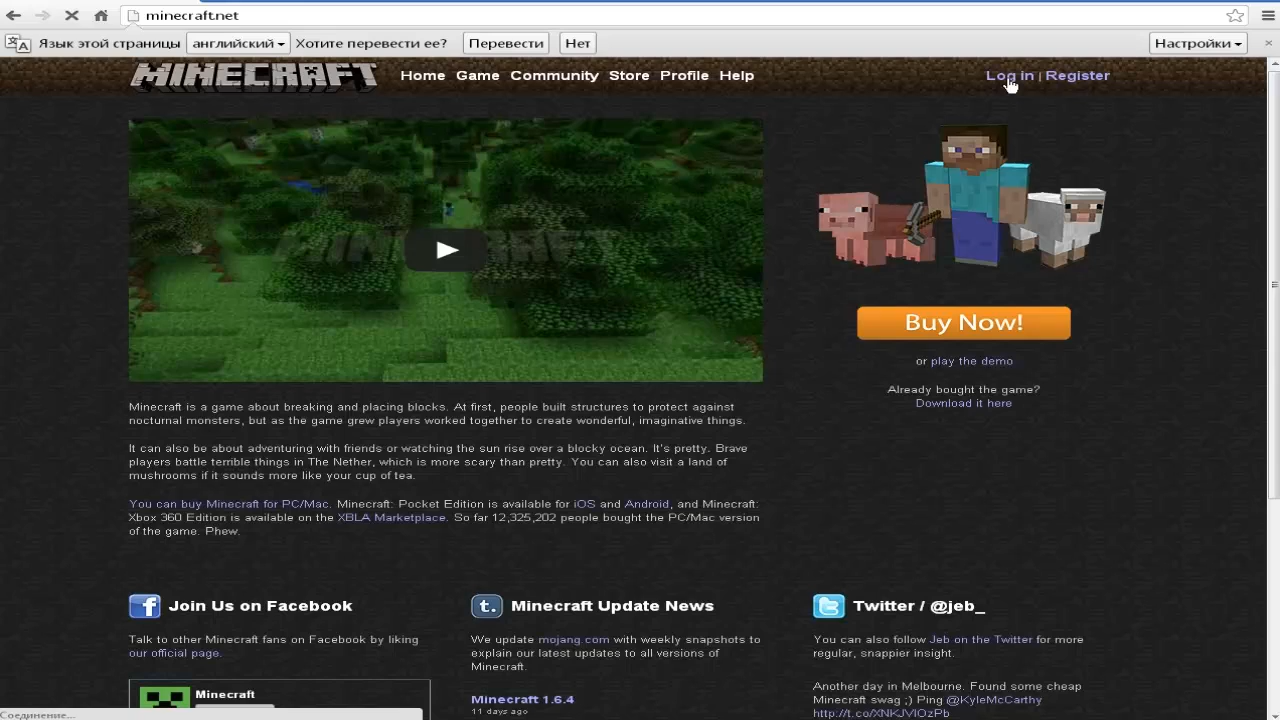 minecraft.net
Язык этой страницы английский Хотите перевести ее? Перевести Нет Настройки
MINECRAFT Home Game Community Store Profile Help Log in | Register
MINECRAFT
Buy Now!
or play the demo
Already bought the game?
Download it here
Minecraft is a game about breaking and placing blocks. At first, people built structures to protect against
nocturnal monsters, but as the game grew players worked together to create wonderful, imaginative things.
It can also be about adventuring with friends or watching the sun rise over a blocky ocean. It's pretty. Brave
players battle terrible things in The Nether, which is more scary than pretty. You can also visit a land of
mushrooms if it sounds more like your cup of tea.
You can buy Minecraft for PC/Mac. Minecraft: Pocket Edition is available for iOS and Android, and Minecraft:
Xbox 360 Edition is available on the XBLA Marketplace. So far 12,325,202 people bought the PC/Mac version
of the game. Phew.
Join Us on Facebook
Talk to other Minecraft fans on Facebook by liking
our official page.
Minecraft
Minecraft Update News
We update mojang.com with weekly snapshots to
explain our latest updates to all versions of
Minecraft.
Minecraft 1.6.4
11 days ago
Twitter / @jeb_
You can also follow Jeb on the Twitter for more
regular, snappier insight.
Another day in Melbourne. Found some cheap
Minecraft swag ;) Ping @KyleMcCarthy
Соединение...